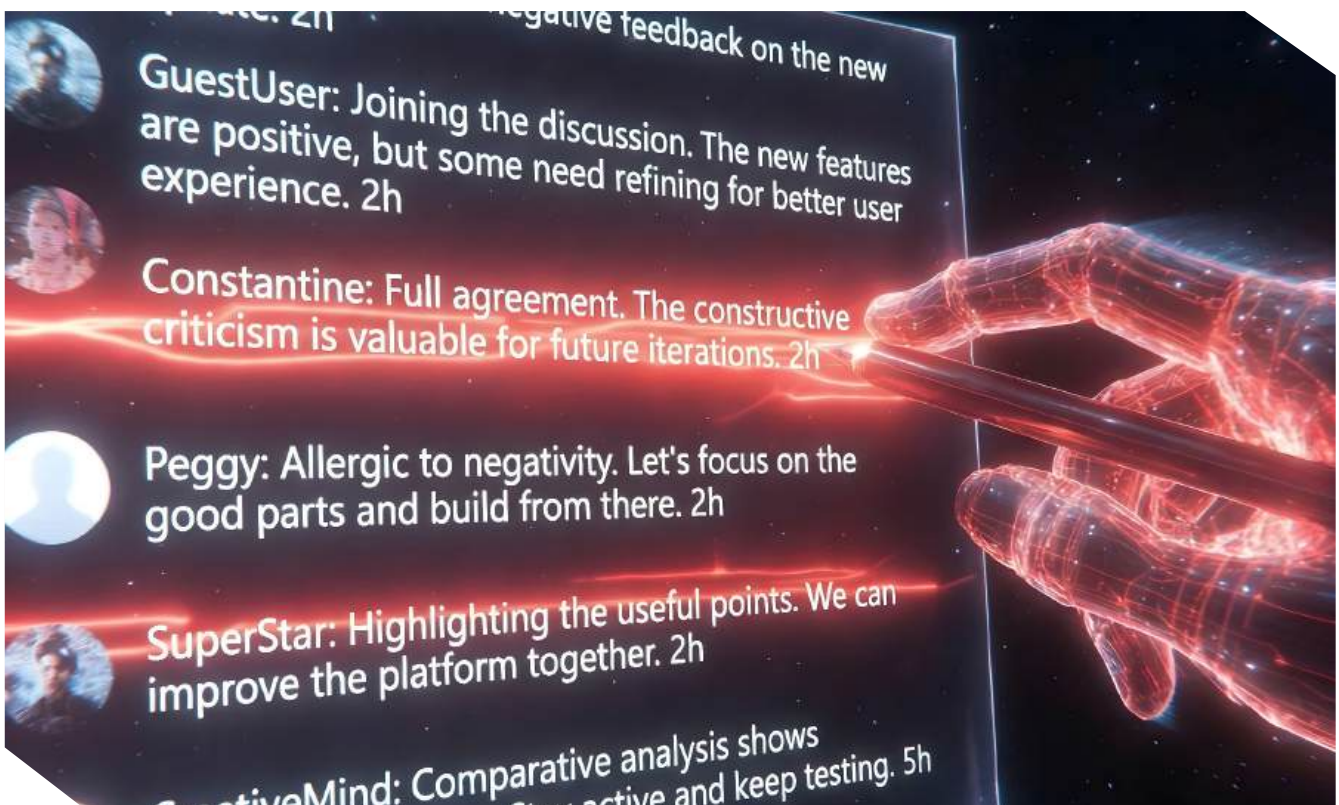 2h
negative feedback on the new
GuestUser: Joining the discussion. The new features
are positive, but some need refining for better user
experience. 2h
Constantine: Full agreement. The constructive
criticism is valuable for future iterations. 2h
Peggy: Allergic to negativity. Let's focus on the
good parts and build from there. 2h
SuperStar: Highlighting the useful points. We can
improve the platform together. 2h
CreativeMind: Comparative analysis shows
active and keep testing. 5h